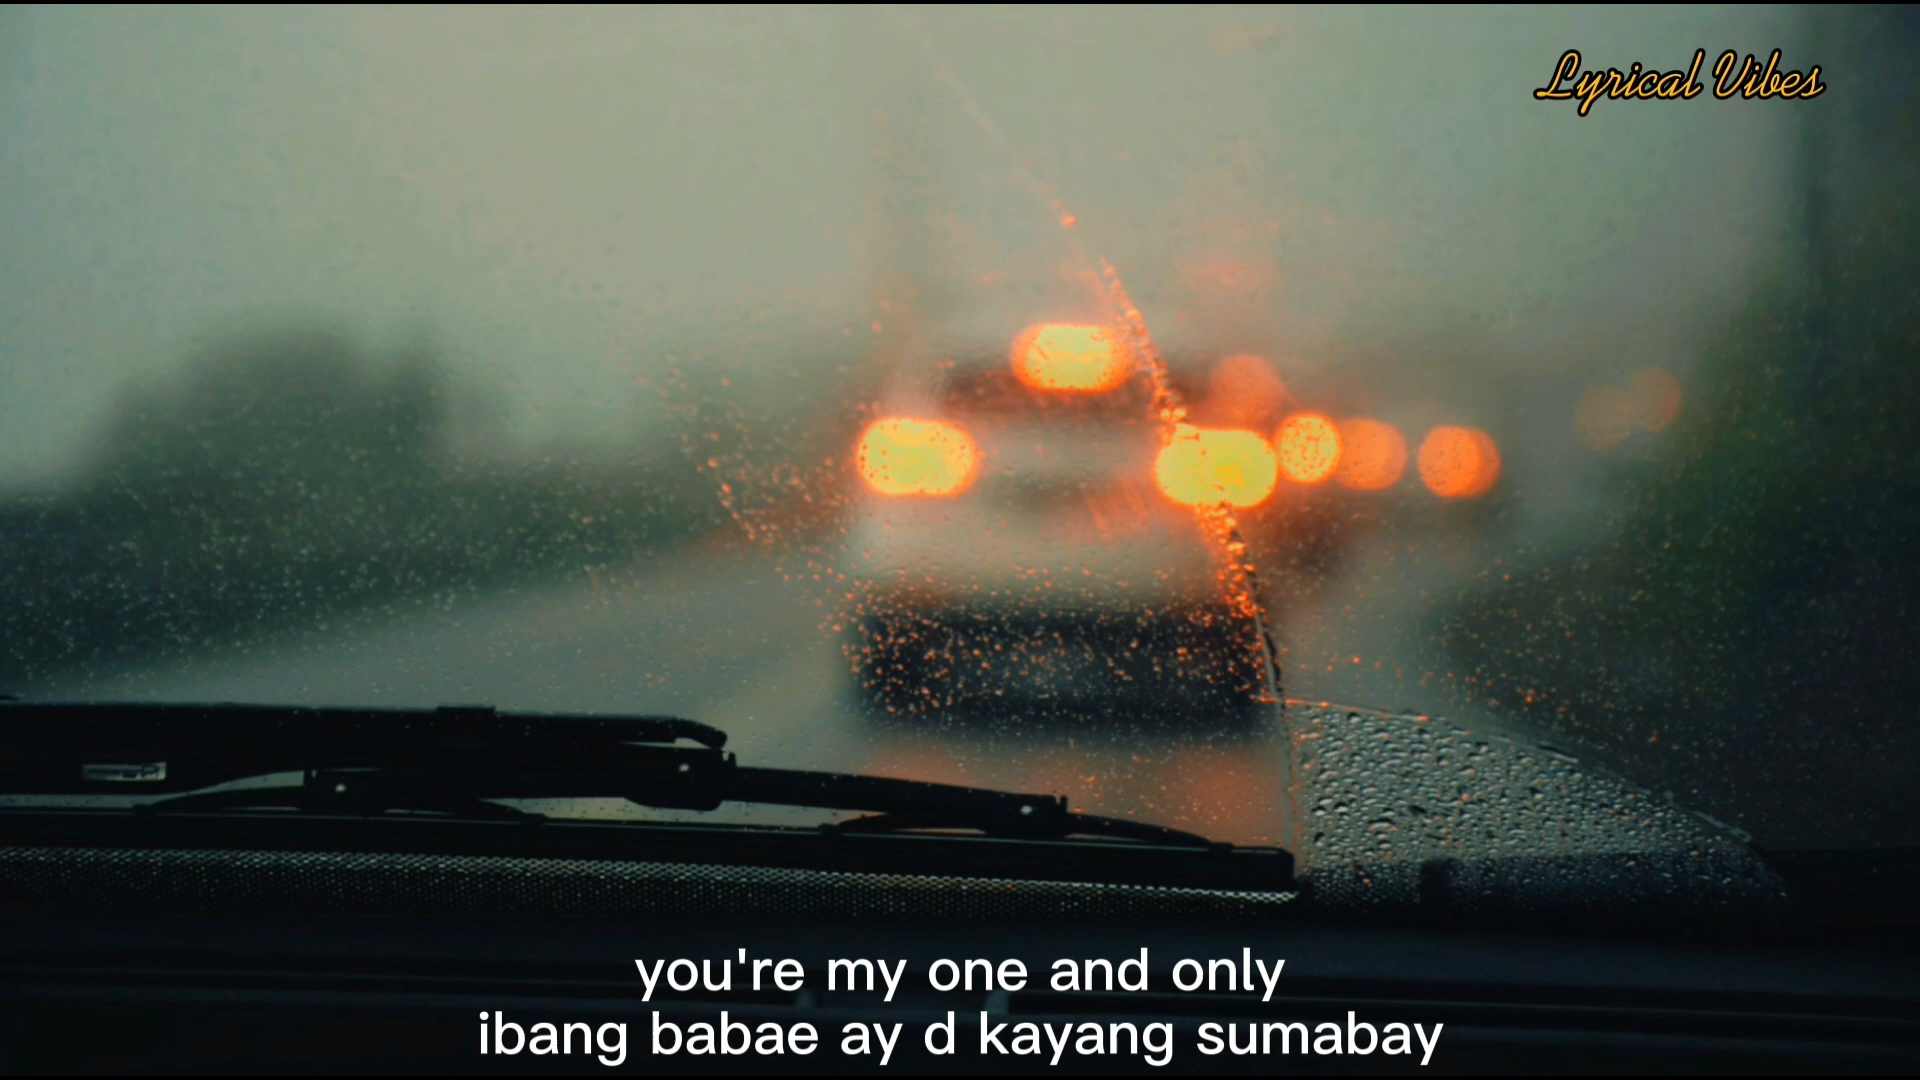 Lyrical Vibes
you're my one and only
ibang babae ay d kayang sumabay